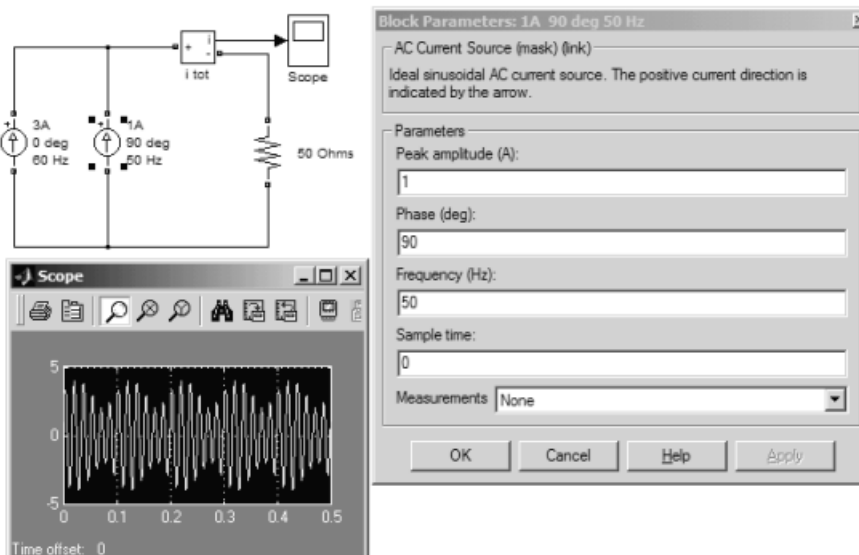 i
+
-
i tot
Scope
+
3A
0 deg
60 Hz
+
1A
90 deg
50 Hz
50 Ohms
Scope
5
0
-5
0
0.1
0.2
0.3
0.4
0.5
Time offset: 0
Block Parameters: 1A 90 deg 50 Hz
AC Current Source (mask) (link)
Ideal sinusoidal AC current source. The positive current direction is
indicated by the arrow.
Parameters
Peak amplitude (A):
1
Phase (deg):
90
Frequency (Hz):
50
Sample time:
0
Measurements None
OK Cancel Help Apply